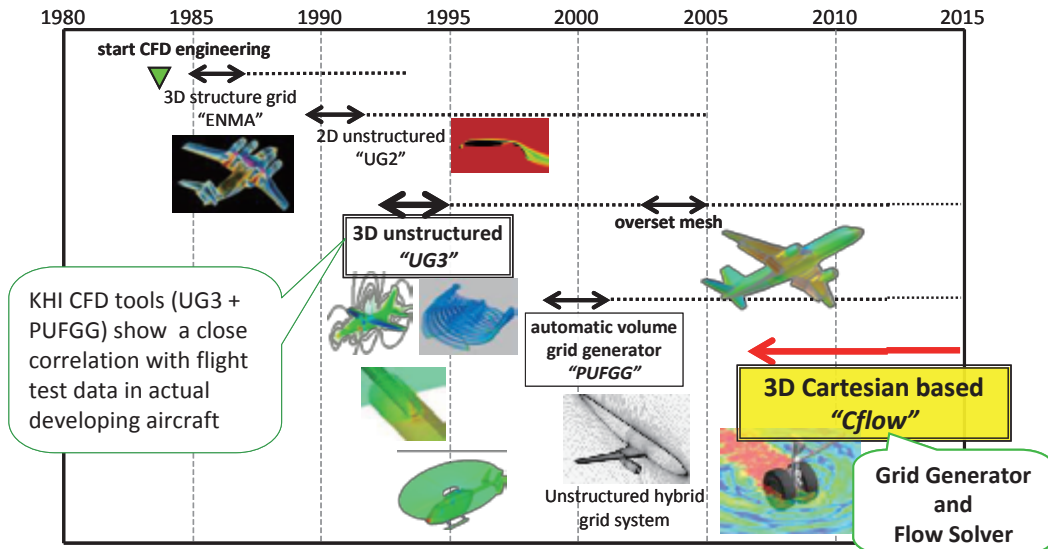 1980 1985 1990 1995 2000 2005 2010 2015
start CFD engineering
3D structure grid
“ENMA”
2D unstructured
“UG2”
3D unstructured
“UG3”
overset mesh
KHI CFD tools (UG3 +
PUFGG) show a close
correlation with flight
test data in actual
developing aircraft
automatic volume
grid generator
“PUFGG”
Unstructured hybrid
grid system
3D Cartesian based
“Cflow”
Grid Generator
and
Flow Solver